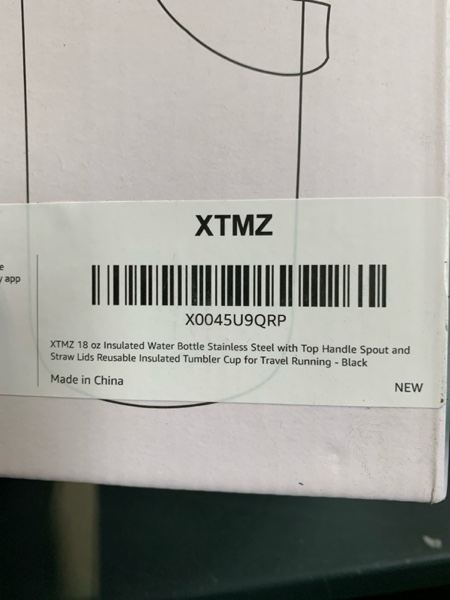 XTMZ
e
y app
X0045U9QRP
XTMZ 18 oz Insulated Water Bottle Stainless Steel with Top Handle Spout and
Straw Lids Reusable Insulated Tumbler Cup for Travel Running - Black
Made in China
NEW